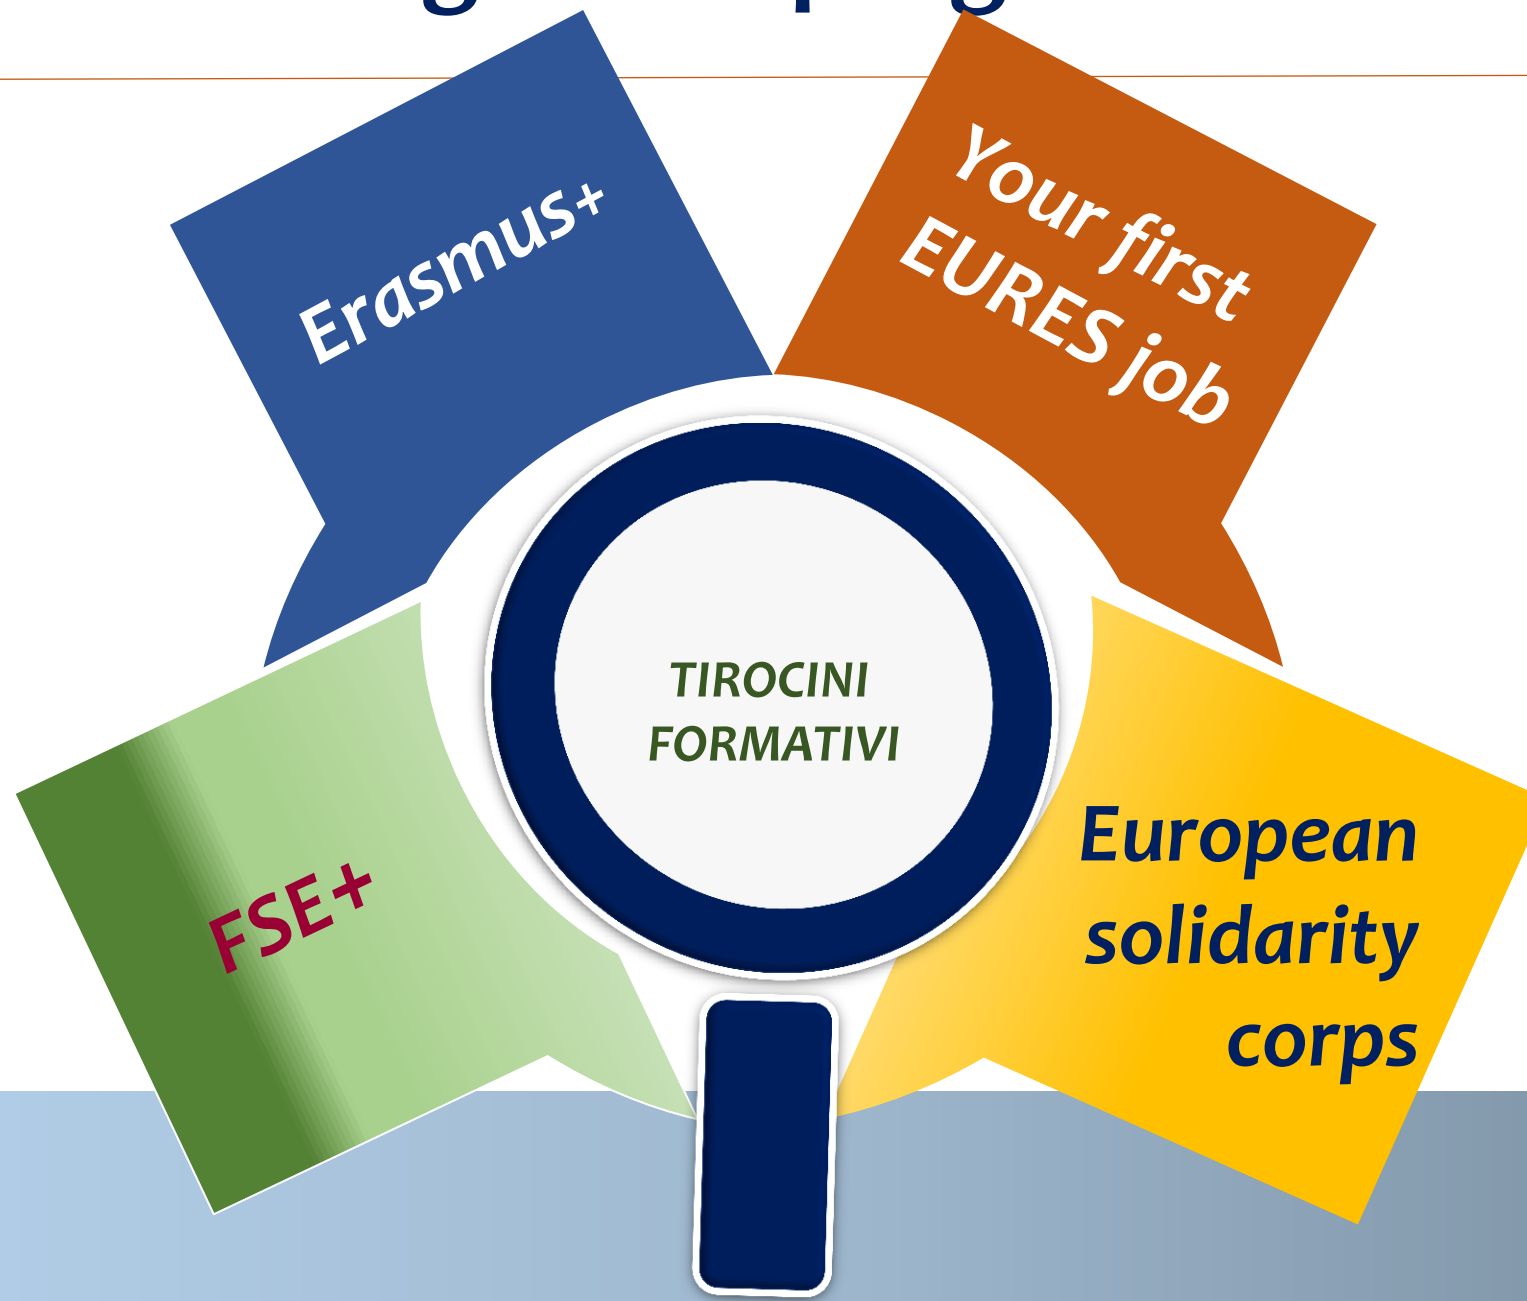 Erasmus+
Your first
EURES job
TIROCINI
FORMATIVI
FSE+
European
solidarity
corps